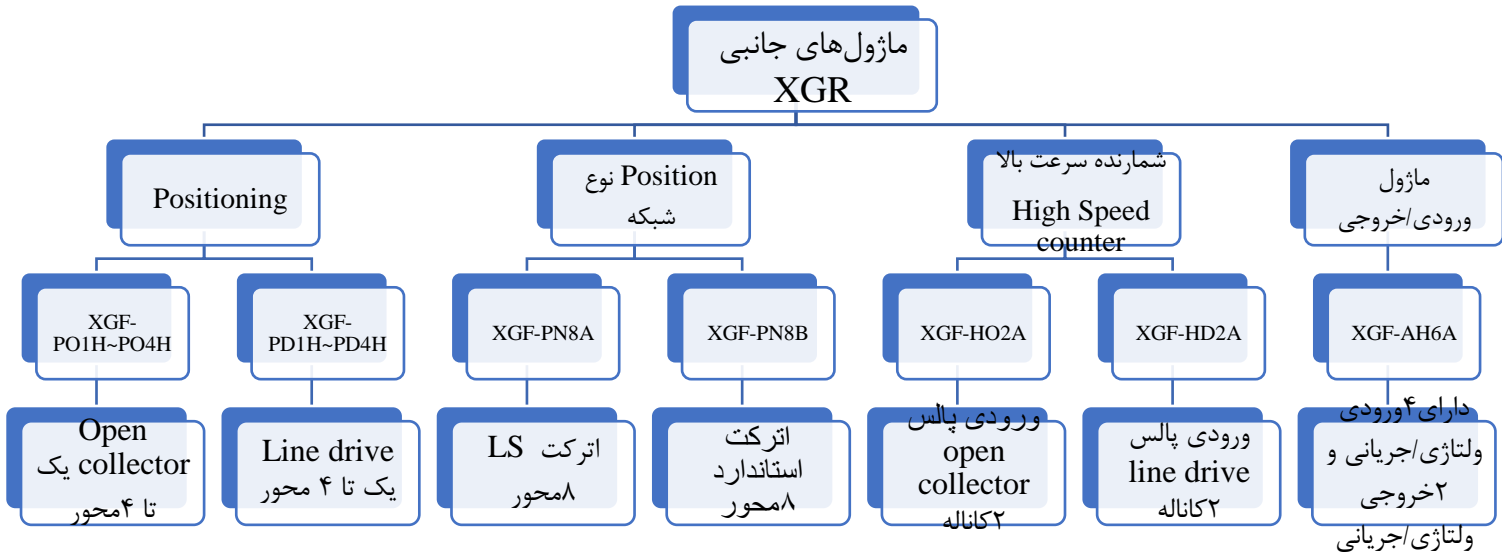 ماژول‌های جانبی
XGR
Positioning
Position نوع
شبکه
شمارنده سرعت بالا
High Speed
counter
ماژول
ورودی/خروجی
XGF-
PO1H~PO4H
XGF-
PD1H~PD4H
XGF-PN8A
XGF-PN8B
XGF-HO2A
XGF-HD2A
XGF-AH6A
Open
collector یک
تا ۴محور
Line drive
یک تا ۴ محور
اترکت LS
۸محور
اترکت
استاندارد
۸محور
ورودی پالس
open
collector
۲کاناله
ورودی پالس
line drive
۲کاناله
دارای۴ورودی
ولتاژی/جریانی و
۲خروجی
ولتاژی/جریانی